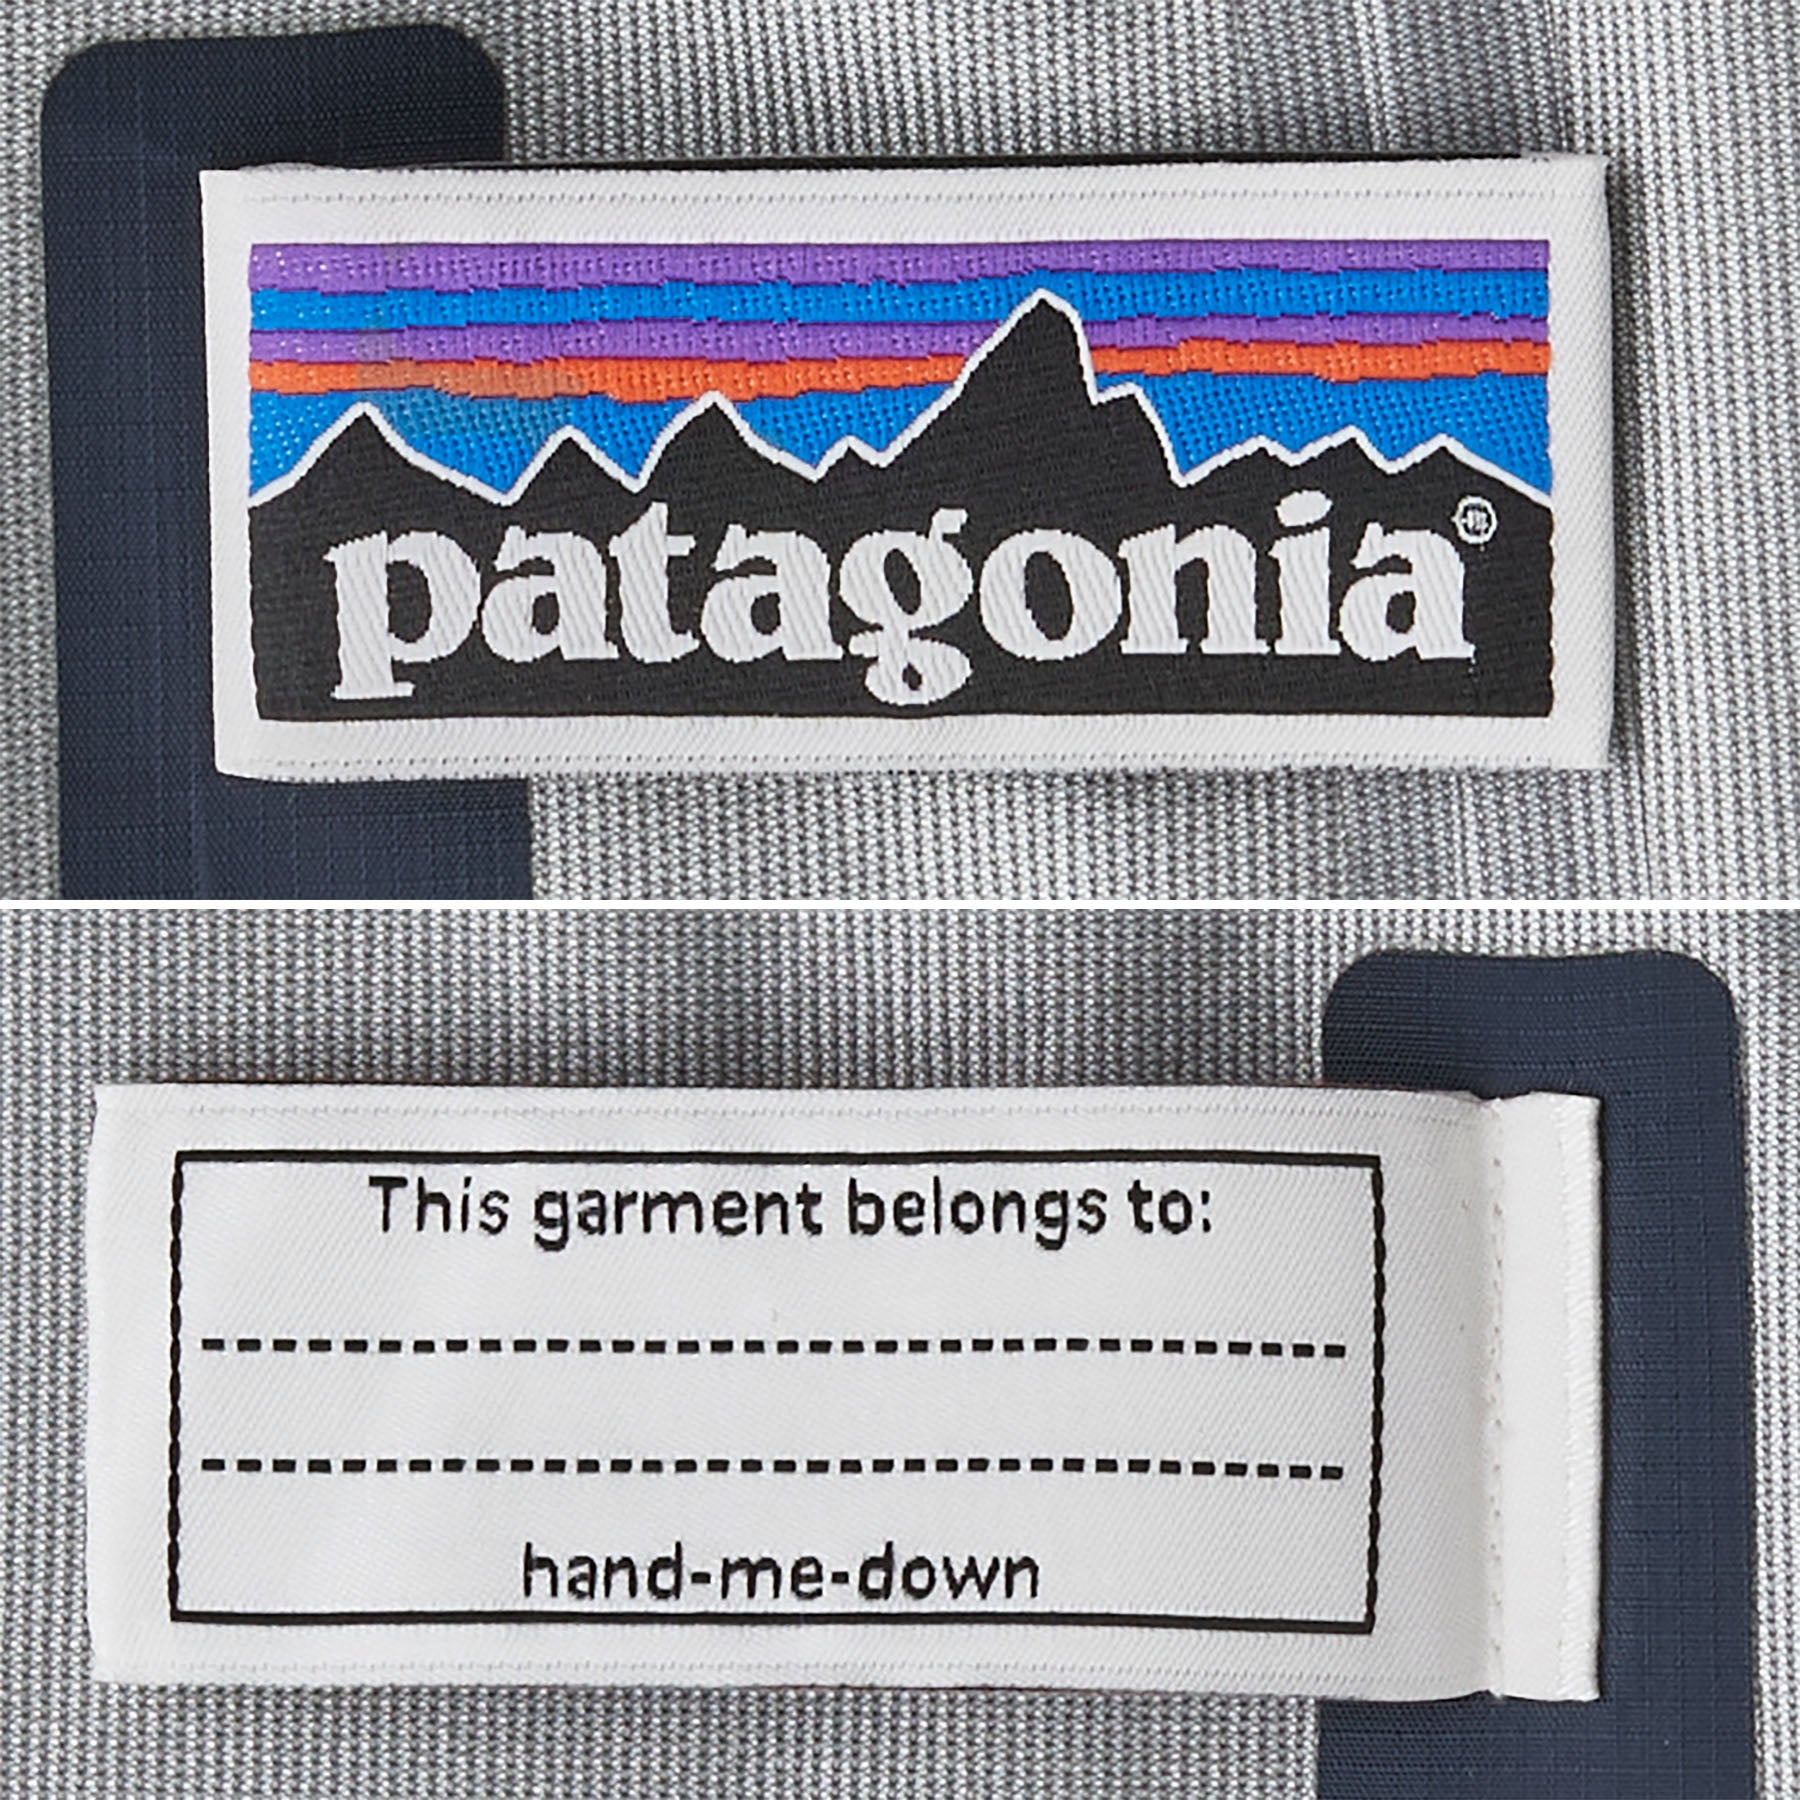 patagonia®
This garment belongs to:
hand-me-down